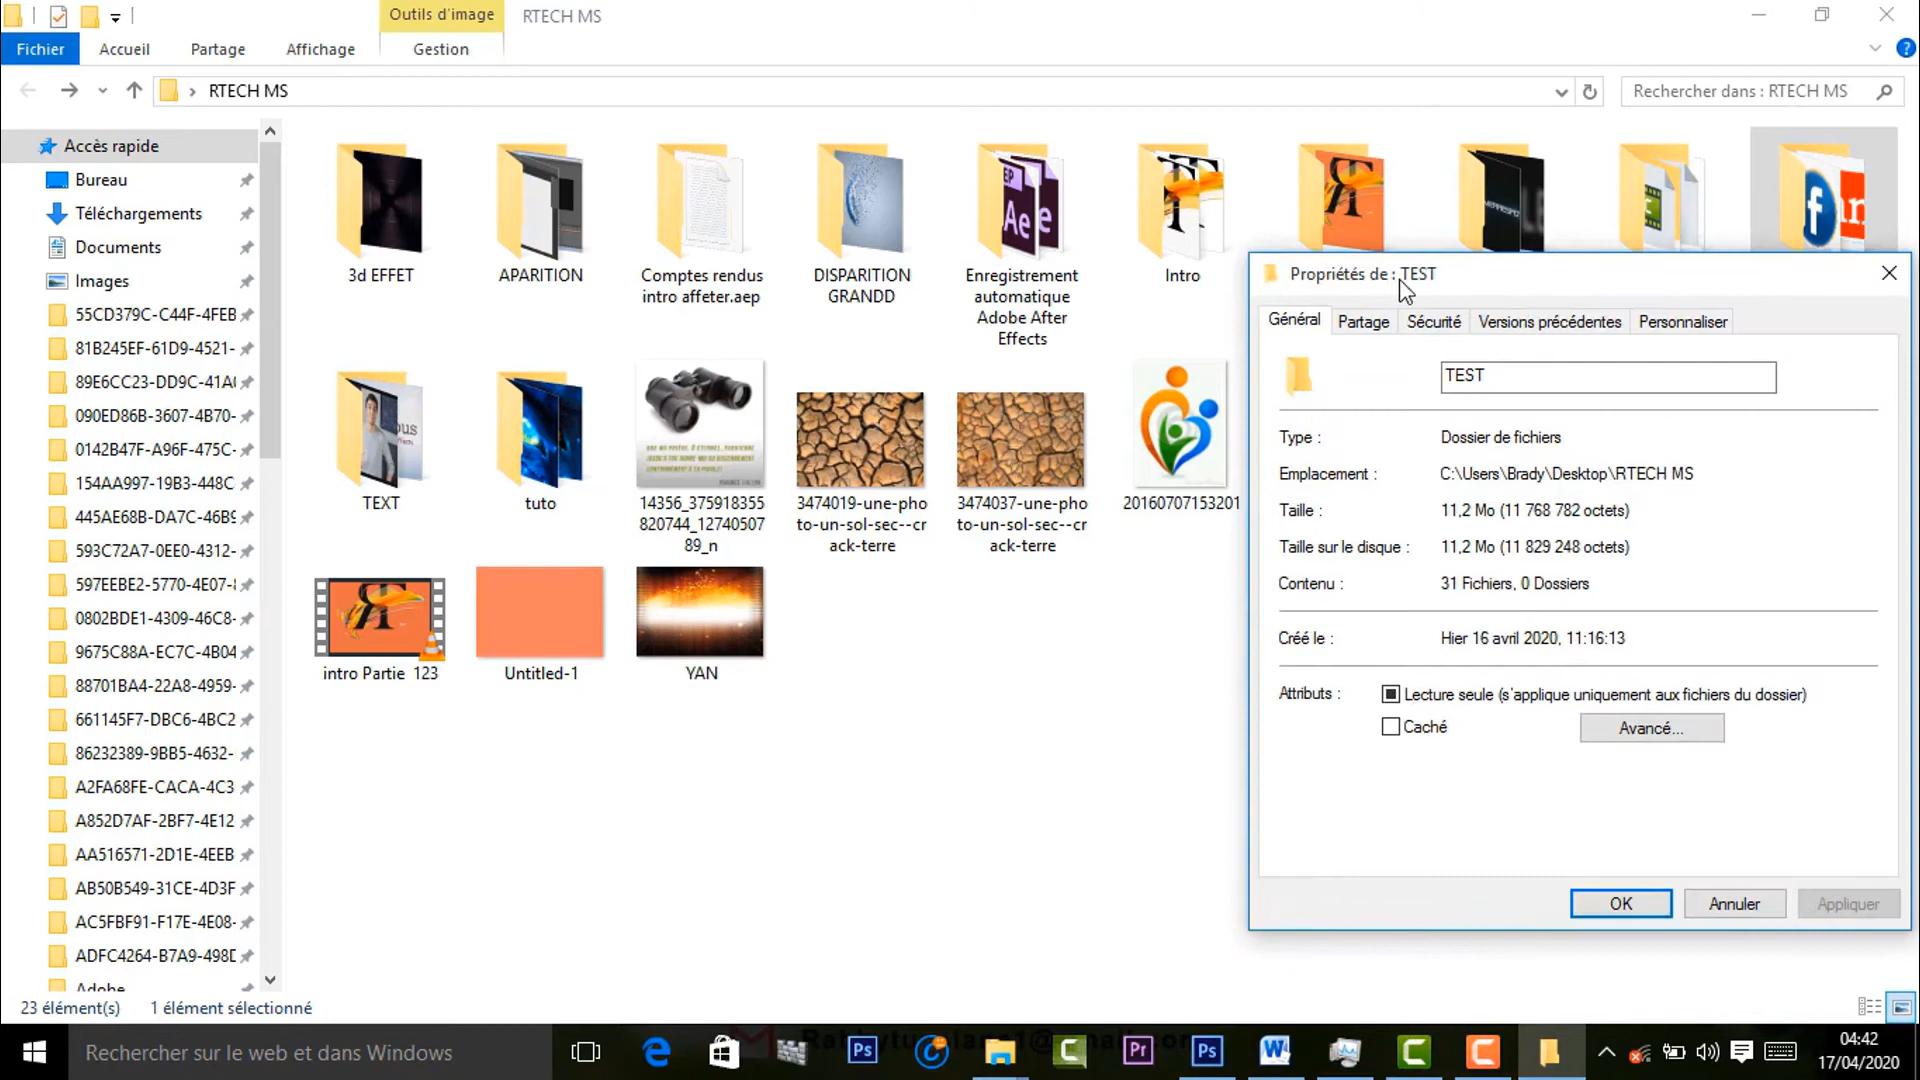 Outils d'image
RTECH MS
Fichier
Accueil
Partage
Affichage
Gestion
RTECH MS
Rechercher dans : RTECH MS
Accès rapide
Bureau
Téléchargements
Documents
Images
55CD379C-C44F-4FEB
81B245EF-61D9-4521-
89E6CC23-DD9C-41A
090ED86B-3607-4B70-
0142B47F-A96F-475C-
154AA997-19B3-448C
445AE68B-DA7C-46B9
593C72A7-0EE0-4312-
597EEBE2-5770-4E07-
0802BDE1-4309-46C8-
9675C88A-EC7C-4B04
88701BA4-22A8-4959-
661145F7-DBC6-4BC2
86232389-9BB5-4632-
A2FA68FE-CACA-4C3
A852D7AF-2BF7-4E12
AA516571-2D1E-4EEB
AB50B549-31CE-4D3F
AC5FBF91-F17E-4E08-
ADFC4264-B7A9-498D
Adobe
3d EFFET
APARITION
Comptes rendus
intro affeter.aep
DISPARITION
GRANDD
Enregistrement
automatique
Adobe After
Effects
Intro
TEXT
tuto
14356_375918355
820744_12740507
89_n
3474019-une-pho
to-un-sol-sec--cr
ack-terre
3474037-une-pho
to-un-sol-sec--cr
ack-terre
20160707153201
intro Partie 123
Untitled-1
YAN
Propriétés de : TEST
Général
Partage
Sécurité
Versions précédentes
Personnaliser
TEST
Type :
Dossier de fichiers
Emplacement :
C:\Users\Brady\Desktop\RTECH MS
Taille :
11,2 Mo (11 768 782 octets)
Taille sur le disque :
11,2 Mo (11 829 248 octets)
Contenu :
31 Fichiers, 0 Dossiers
Créé le :
Hier 16 avril 2020, 11:16:13
Attributs :
Lecture seule (s'applique uniquement aux fichiers du dossier)
Caché
Avancé...
OK
Annuler
Appliquer
23 élément(s)
1 élément sélectionné
Rechercher sur le web et dans Windows
04:42
17/04/2020